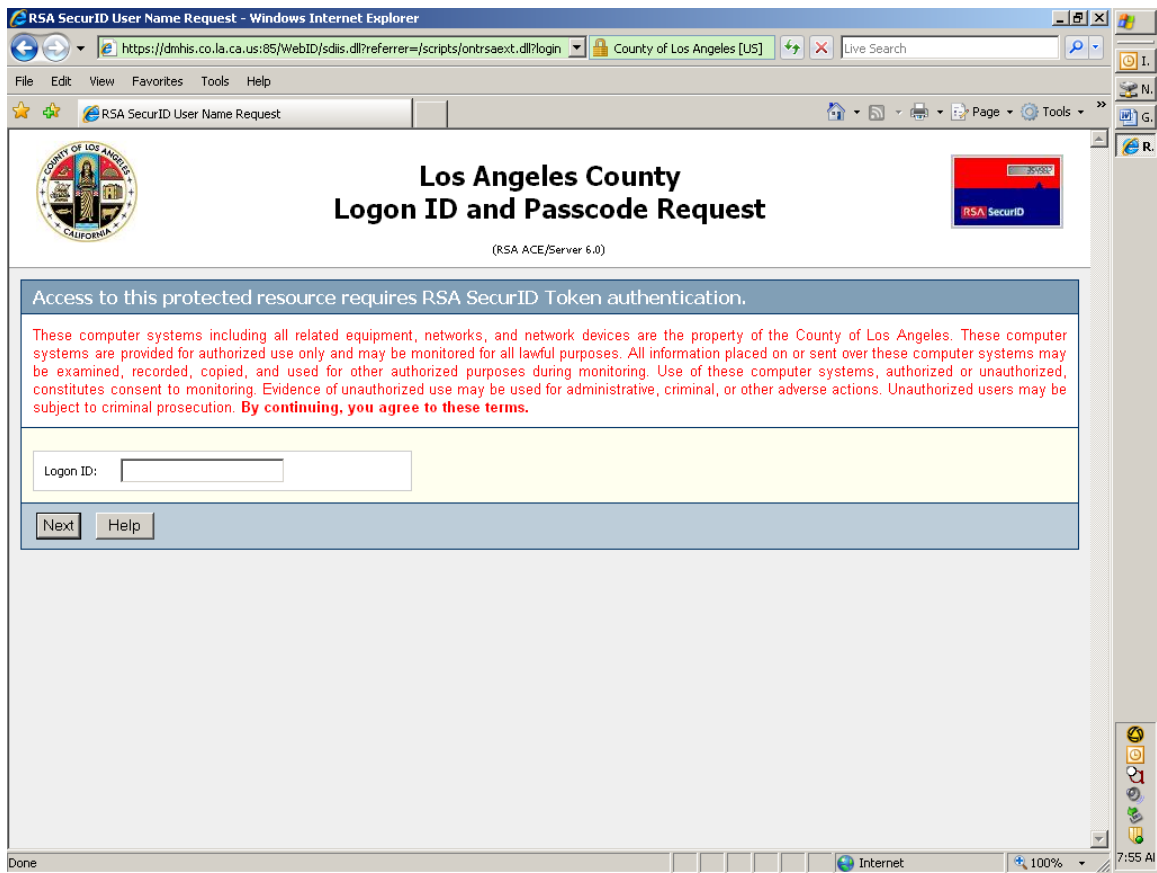 RSA SecurID User Name Request - Windows Internet Explorer
https://dmhis.co.la.ca.us:85/WebID/sdiis.dll?referrer=/scripts/ontrsaext.dll?login
County of Los Angeles [US]
Live Search
File Edit View Favorites Tools Help
RSA SecurID User Name Request
Page Tools »
I.
N.
G.
R.
COUNTY OF LOS ANGELES
CALIFORNIA
Los Angeles County
Logon ID and Passcode Request
(RSA ACE/Server 6.0)
RSA SecurID
Access to this protected resource requires RSA SecurID Token authentication.
These computer systems including all related equipment, networks, and network devices are the property of the County of Los Angeles. These computer
systems are provided for authorized use only and may be monitored for all lawful purposes. All information placed on or sent over these computer systems may
be examined, recorded, copied, and used for other authorized purposes during monitoring. Use of these computer systems, authorized or unauthorized,
constitutes consent to monitoring. Evidence of unauthorized use may be used for administrative, criminal, or other adverse actions. Unauthorized users may be
subject to criminal prosecution. By continuing, you agree to these terms.
Logon ID:
Next Help
Done
Internet
100%
7:55 AM